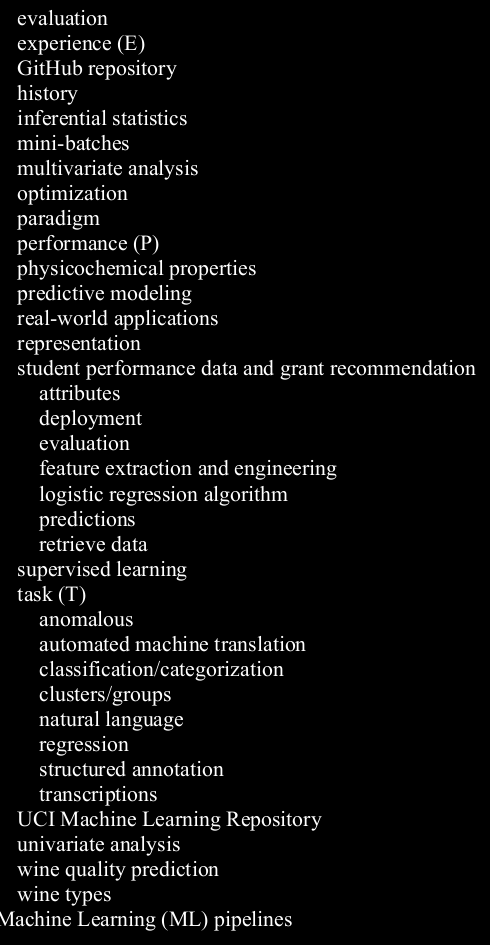 evaluation
experience (E)
GitHub repository
history
inferential statistics
mini-batches
multivariate analysis
optimization
paradigm
performance (P)
physicochemical properties
predictive modeling
real-world applications
representation
student performance data and grant recommendation
attributes
deployment
evaluation
feature extraction and engineering
logistic regression algorithm
predictions
retrieve data
supervised learning
task (T)
anomalous
automated machine translation
classification/categorization
clusters/groups
natural language
regression
structured annotation
transcriptions
UCI Machine Learning Repository
univariate analysis
wine quality prediction
wine types
Machine Learning (ML) pipelines